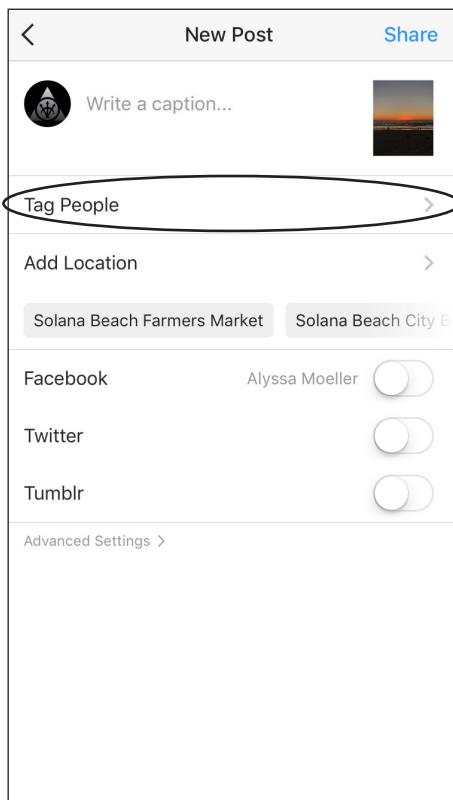 New Post Share
Write a caption...
Tag People
Add Location
Solana Beach Farmers Market Solana Beach City
Facebook Alyssa Moeller
Twitter
Tumblr
Advanced Settings